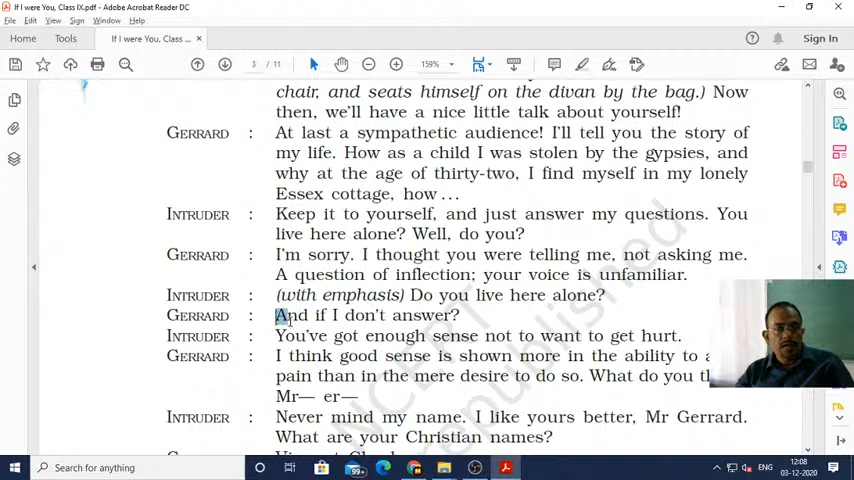 If I were You, Class IX.pdf - Adobe Acrobat Reader DC
File Edit View Sign Window Help
Home Tools If I were You, Class ... × Sign In
3 / 11 159%
chair, and seats himself on the divan by the bag.) Now
then, we'll have a nice little talk about yourself!
GERRARD : At last a sympathetic audience! I'll tell you the story of
my life. How as a child I was stolen by the gypsies, and
why at the age of thirty-two, I find myself in my lonely
Essex cottage, how ...
INTRUDER : Keep it to yourself, and just answer my questions. You
live here alone? Well, do you?
GERRARD : I'm sorry. I thought you were telling me, not asking me.
A question of inflection; your voice is unfamiliar.
INTRUDER : (with emphasis) Do you live here alone?
GERRARD : And if I don't answer?
INTRUDER : You've got enough sense not to want to get hurt.
GERRARD : I think good sense is shown more in the ability to
pain than in the mere desire to do so. What do you
Mr— er—
INTRUDER : Never mind my name. I like yours better, Mr Gerrard.
What are your Christian names?
NCERT
republished
Search for anything
99+
ENG
12:08
03-12-2020